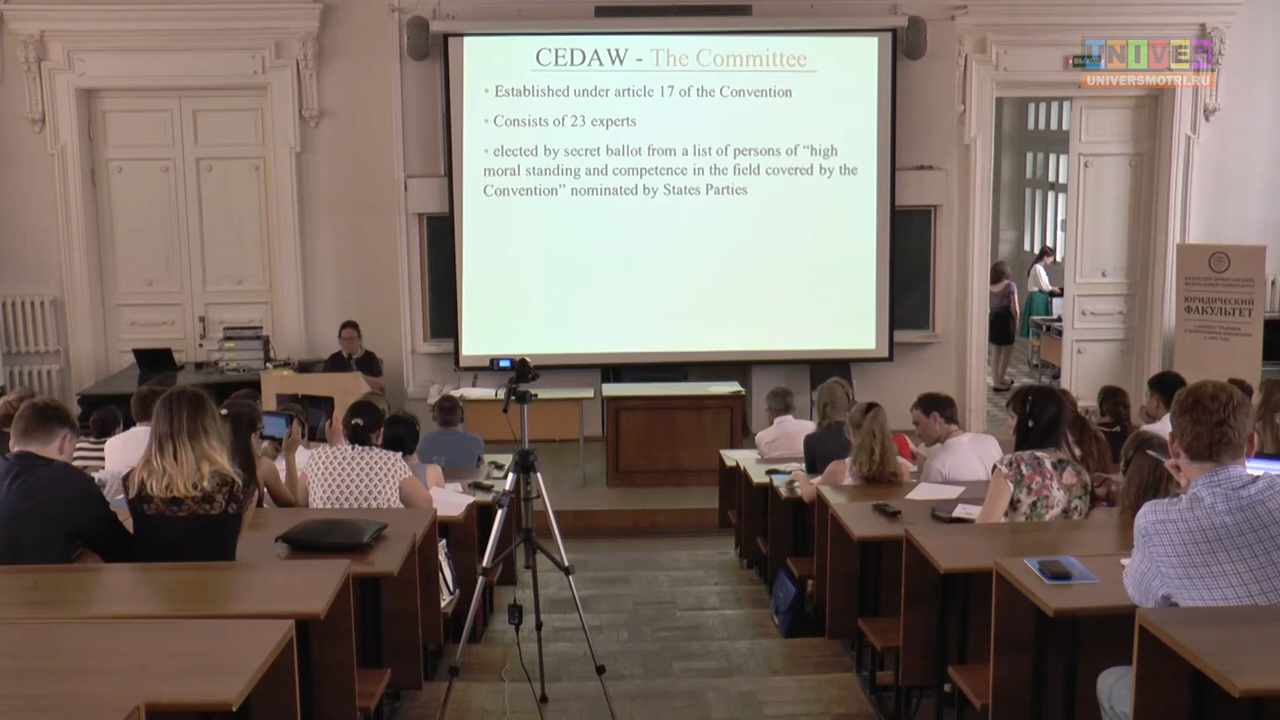 CEDAW - The Committee
• Established under article 17 of the Convention
• Consists of 23 experts
• elected by secret ballot from a list of persons of “high
moral standing and competence in the field covered by the
Convention” nominated by States Parties
UNIVER
UNIVERSMOTRI.RU
ЮРИДИЧЕСКИЙ
ФАКУЛЬТЕТ